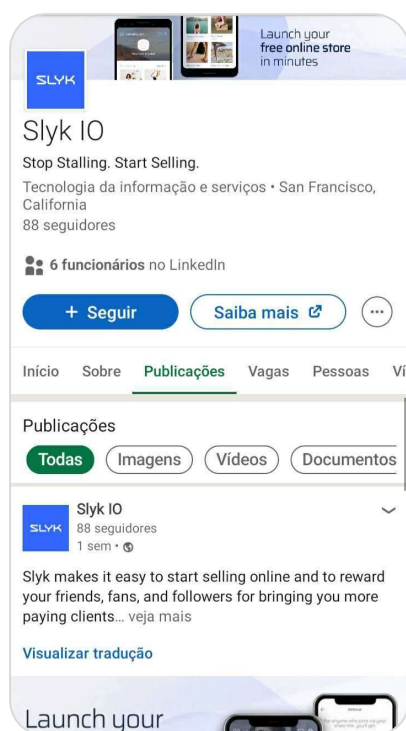 Launch your
free online store
in minutes
SLYK
Slyk IO
Stop Stalling. Start Selling.
Tecnologia da informação e serviços • San Francisco,
California
88 seguidores
6 funcionários no LinkedIn
+ Seguir
Saiba mais
Início Sobre Publicações Vagas Pessoas Ví
Publicações
Todas Imagens Vídeos Documentos
SLYK
Slyk IO
88 seguidores
1 sem •
Slyk makes it easy to start selling online and to reward
your friends, fans, and followers for bringing you more
paying clients... veja mais
Visualizar tradução
Launch your